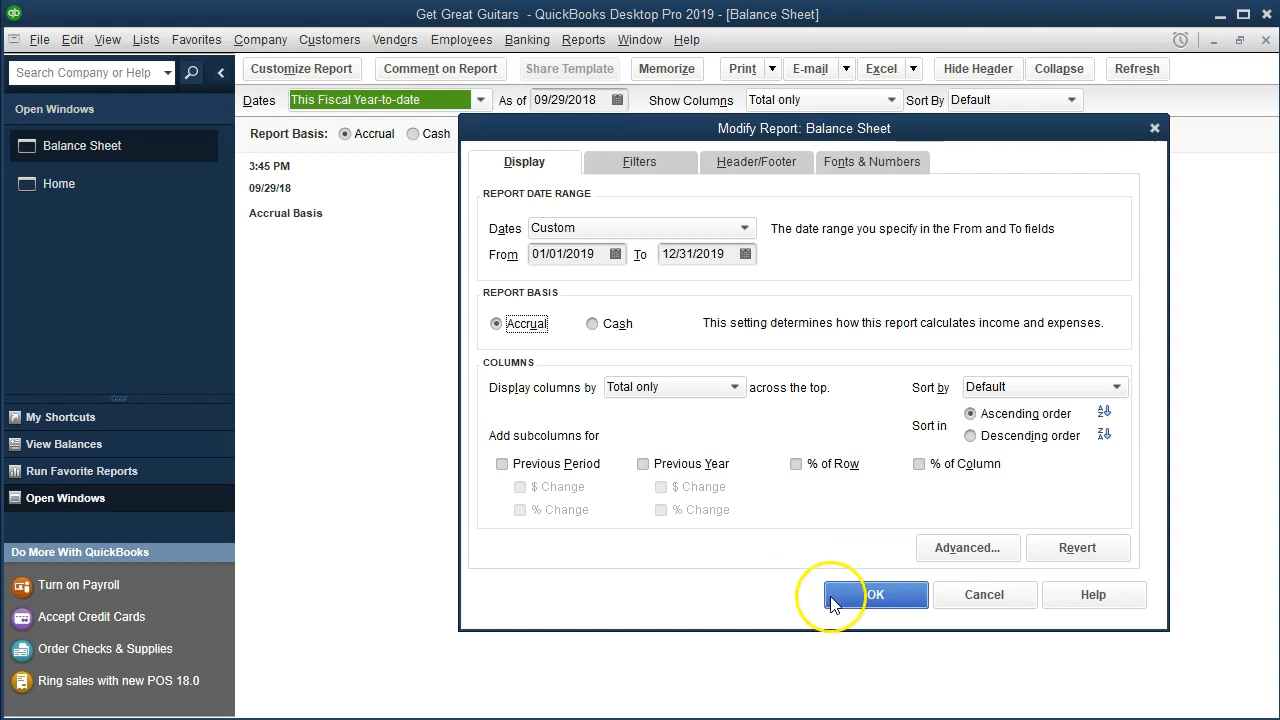 Get Great Guitars - QuickBooks Desktop Pro 2019 - [Balance Sheet]
File Edit View Lists Favorites Company Customers Vendors Employees Banking Reports Window Help
Search Company or Help
Customize Report Comment on Report Share Template Memorize Print E-mail Excel Hide Header Collapse Refresh
Dates This Fiscal Year-to-date As of 09/29/2018 Show Columns Total only Sort By Default
Report Basis: Accrual Cash
3:45 PM
09/29/18
Accrual Basis
Open Windows
Balance Sheet
Home
My Shortcuts
View Balances
Run Favorite Reports
Open Windows
Do More With QuickBooks
Turn on Payroll
Accept Credit Cards
Order Checks & Supplies
Ring sales with new POS 18.0
Modify Report: Balance Sheet
Display Filters Header/Footer Fonts & Numbers
REPORT DATE RANGE
Dates Custom The date range you specify in the From and To fields
From 01/01/2019 To 12/31/2019
REPORT BASIS
Accrual Cash This setting determines how this report calculates income and expenses.
COLUMNS
Display columns by Total only across the top. Sort by Default
Sort in Ascending order
Descending order
Add subcolumns for
Previous Period Previous Year % of Row % of Column
$ Change $ Change
% Change % Change
Advanced... Revert
OK Cancel Help